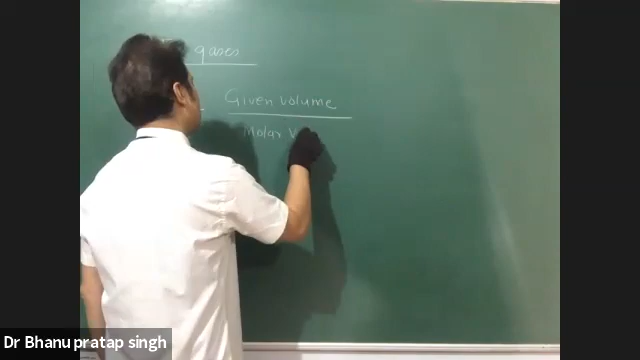 gases
Given Volume
Molar V
Dr Bhanu pratap singh